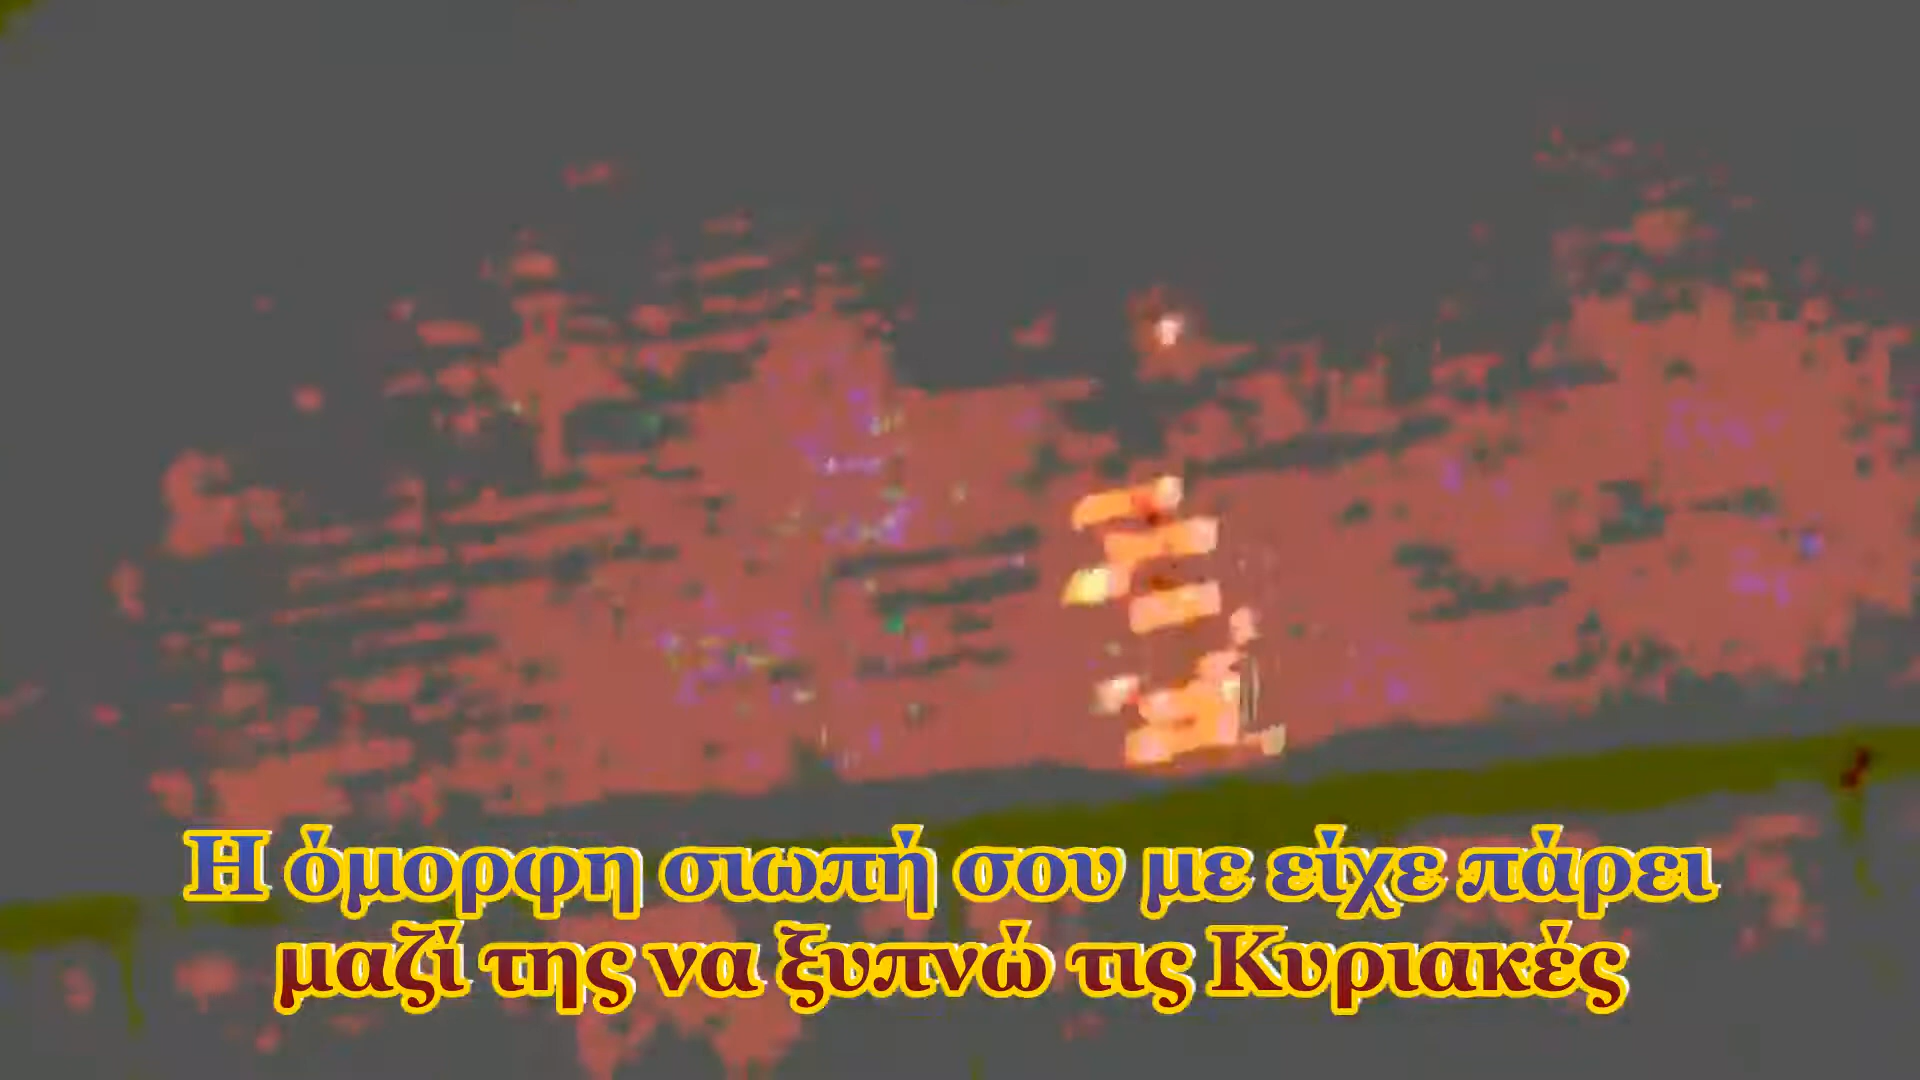 Η όμορφη σιωπή σου με είχε πάρει
μαζί της να ξυπνώ τις Κυριακές